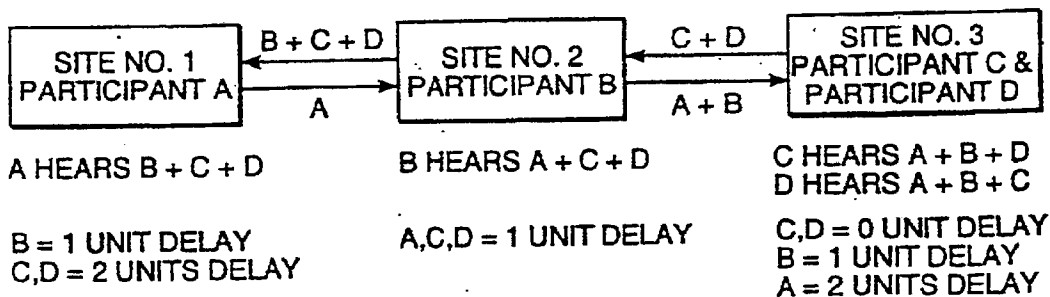 SITE NO. 1
PARTICIPANT A
B + C + D
A
SITE NO. 2
PARTICIPANT B
C + D
A + B
SITE NO. 3
PARTICIPANT C &
PARTICIPANT D
A HEARS B + C + D
B = 1 UNIT DELAY
C,D = 2 UNITS DELAY
B HEARS A + C + D
A,C,D = 1 UNIT DELAY
C HEARS A + B + D
D HEARS A + B + C
C,D = 0 UNIT DELAY
B = 1 UNIT DELAY
A = 2 UNITS DELAY